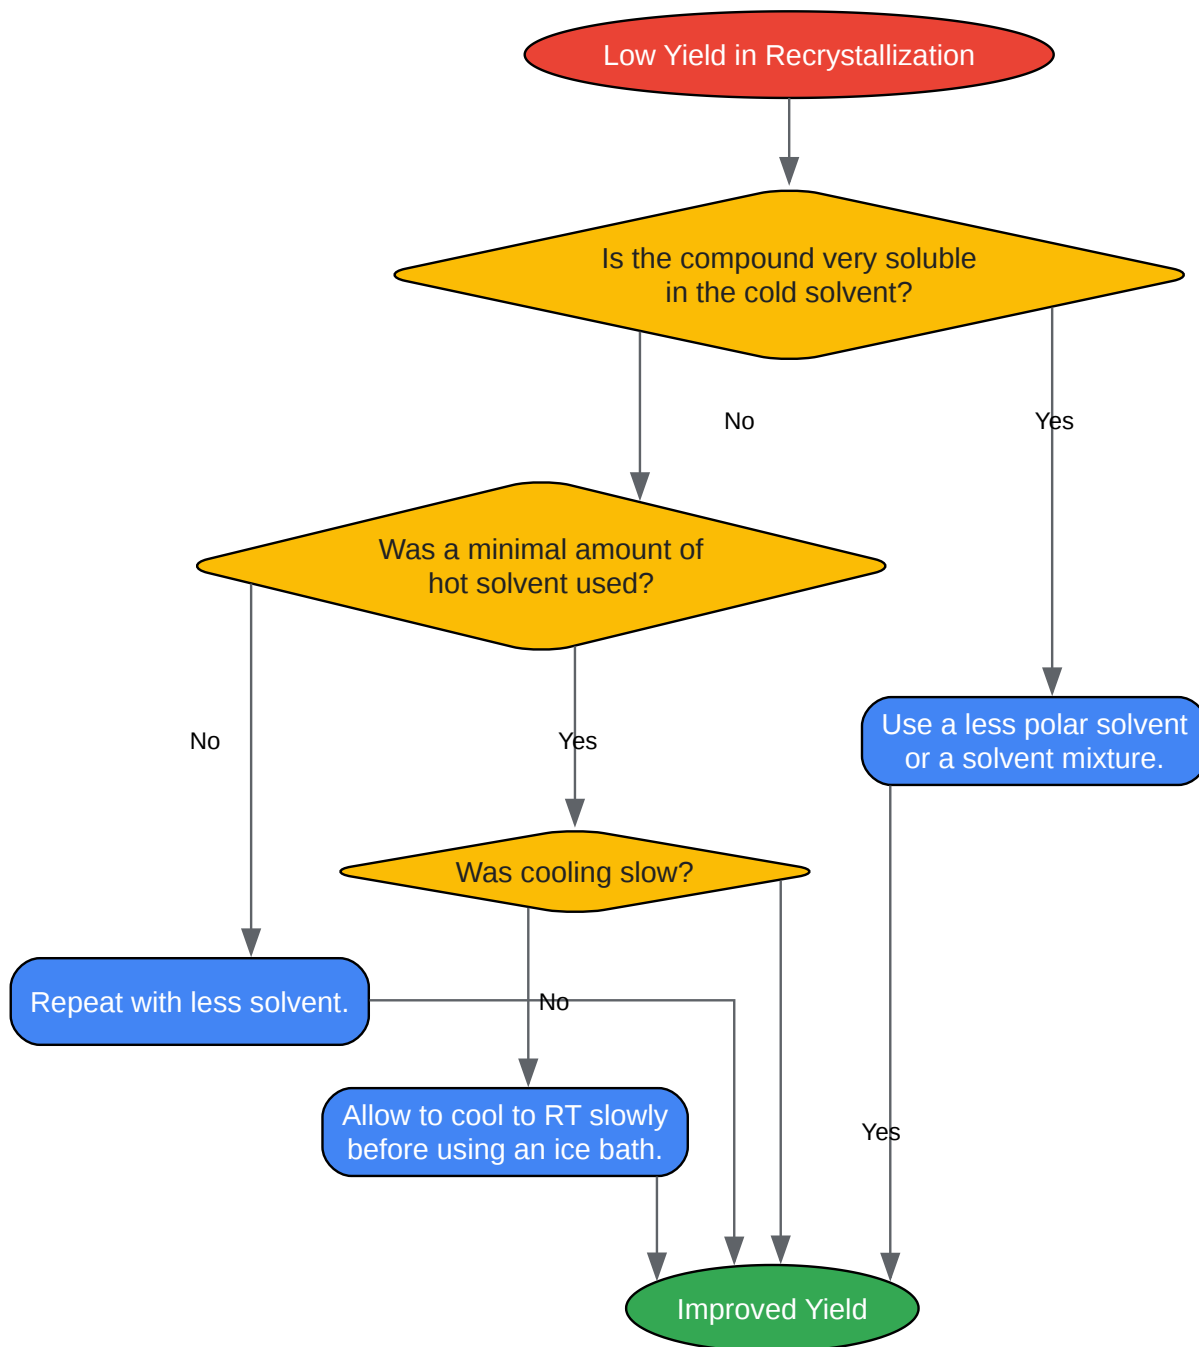 Low Yield in Recrystallization
Is the compound very soluble
in the cold solvent?
No
Yes
Was a minimal amount of
hot solvent used?
No
Yes
Use a less polar solvent
or a solvent mixture.
Was cooling slow?
Repeat with less solvent.
No
Allow to cool to RT slowly
before using an ice bath.
Yes
Improved Yield